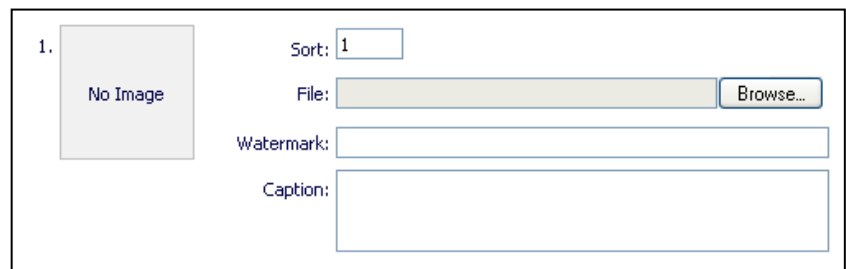 1.
Sort: 1
No Image
File: Browse...
Watermark:
Caption: